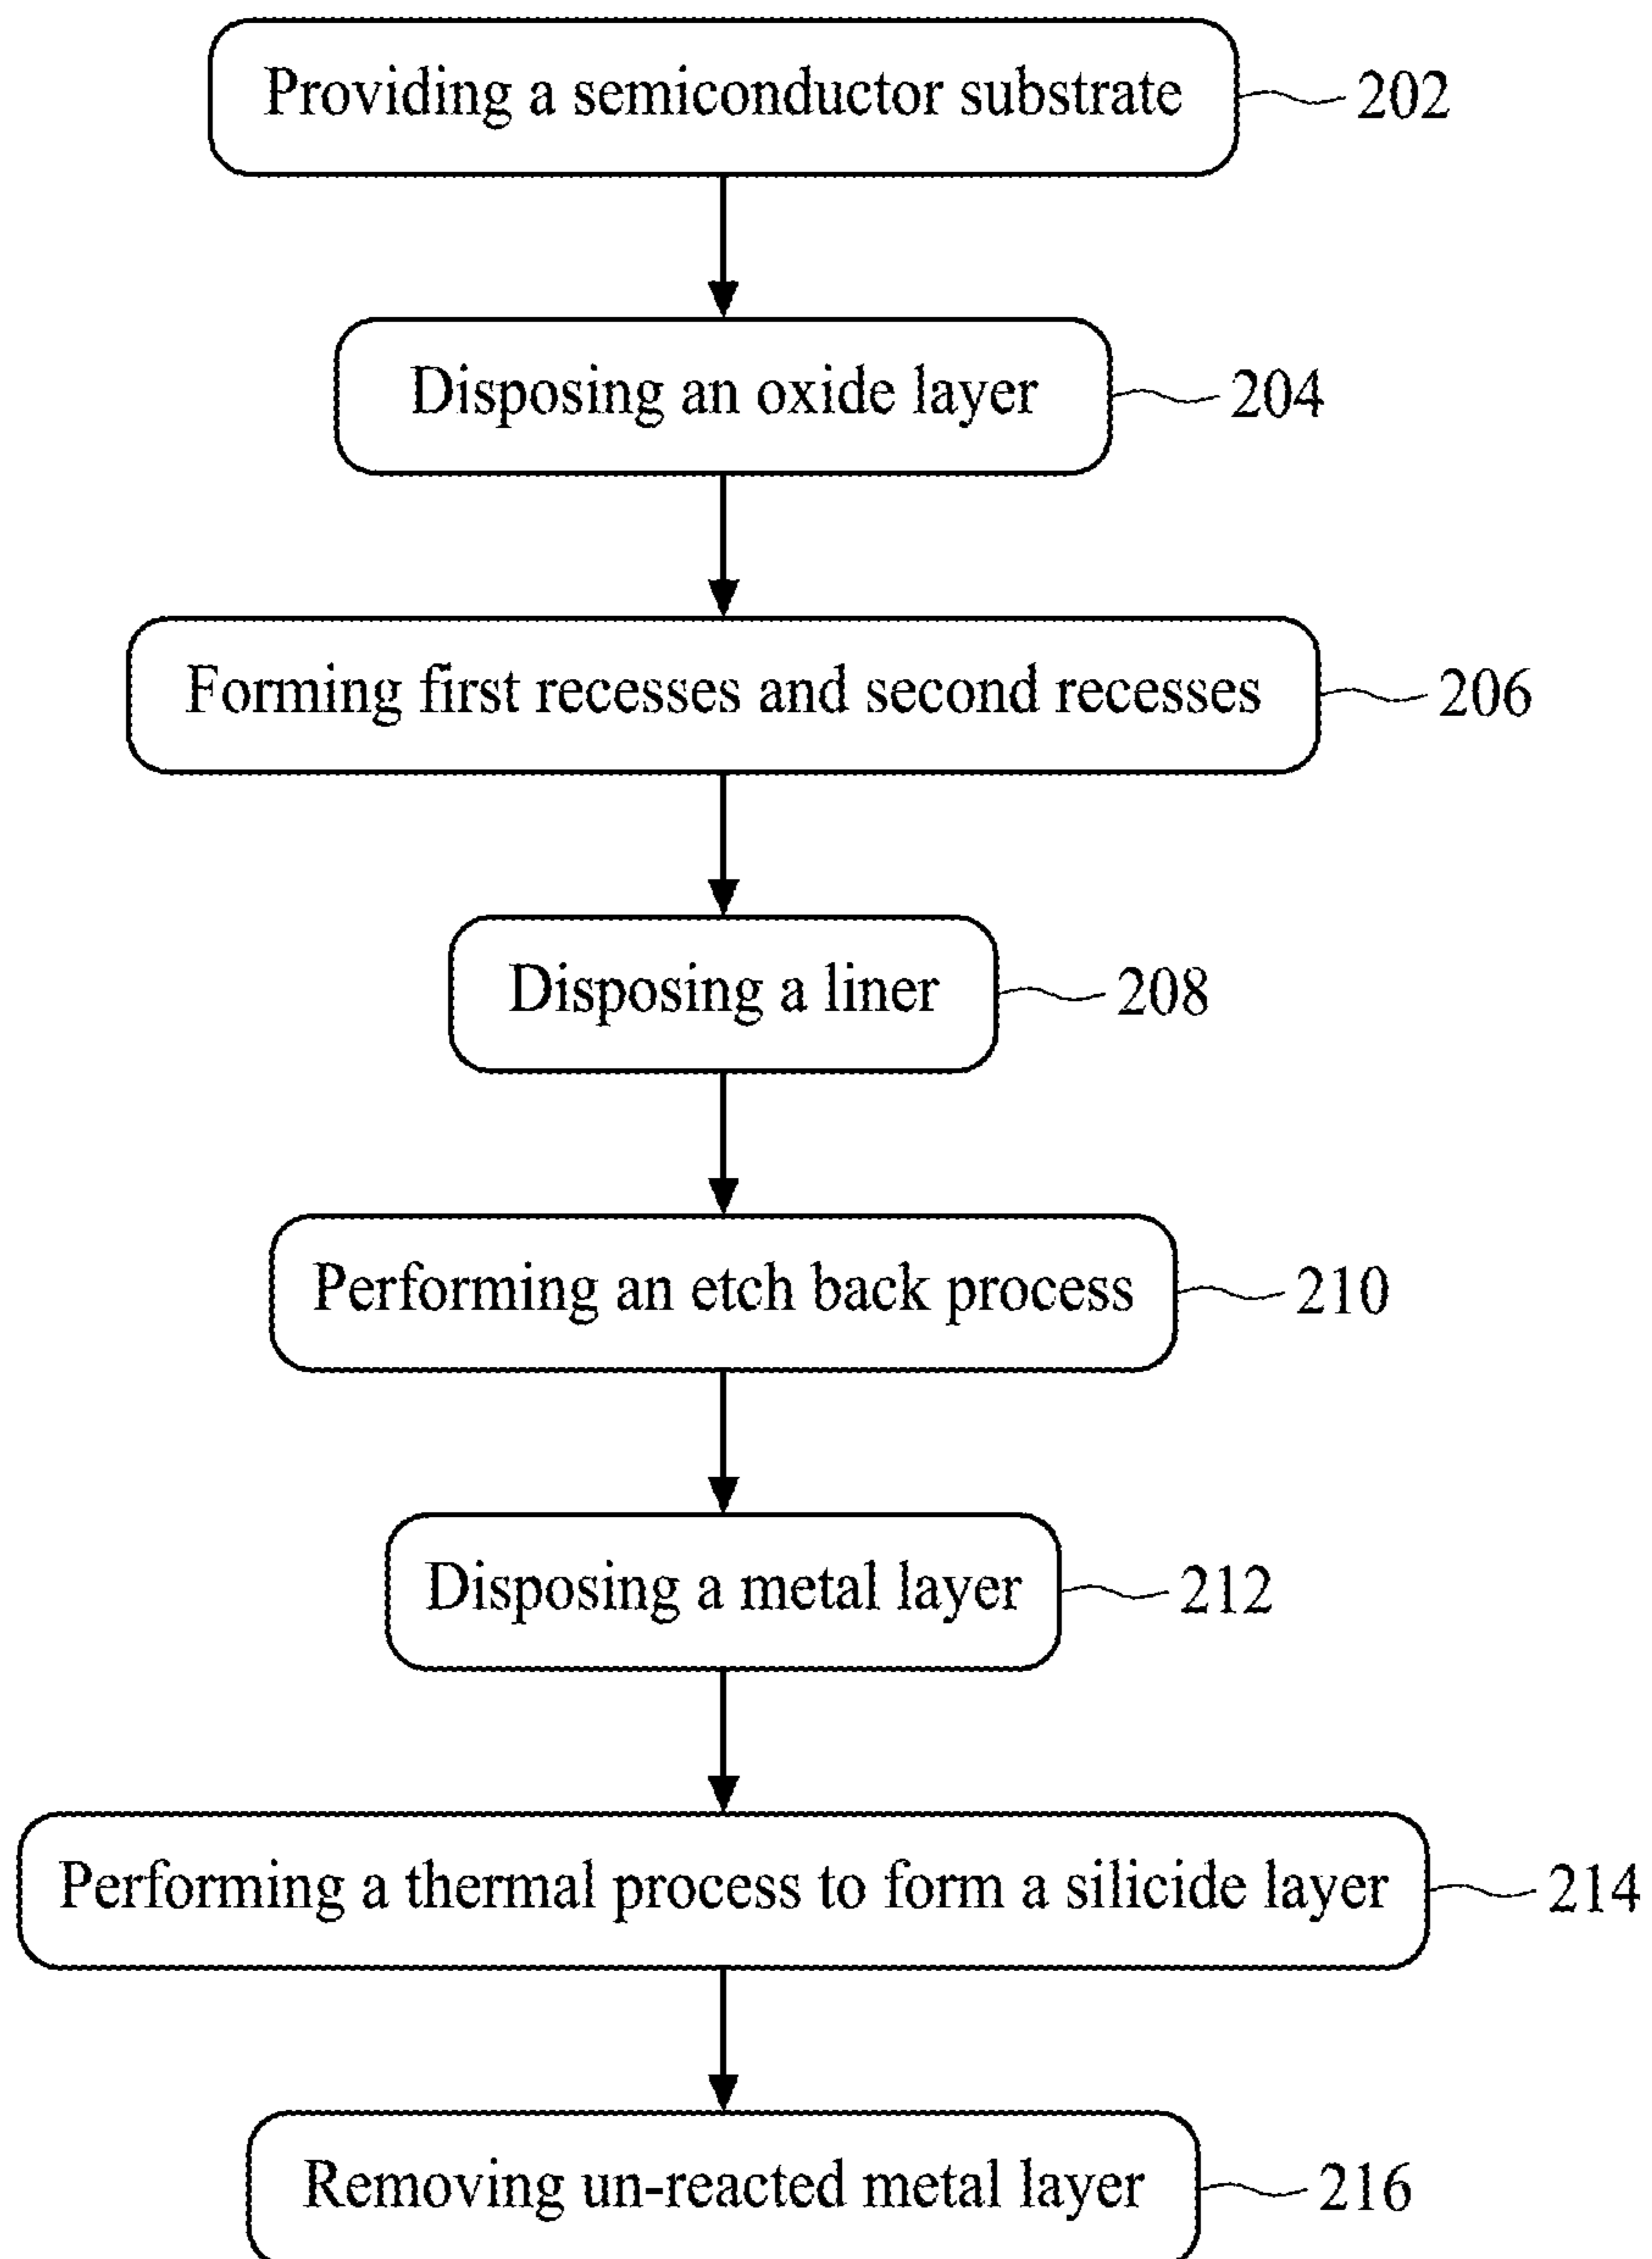 Providing a semiconductor substrate 202
Disposing an oxide layer 204
Forming first recesses and second recesses 206
Disposing a liner 208
Performing an etch back process 210
Disposing a metal layer 212
Performing a thermal process to form a silicide layer 214
Removing un-reacted metal layer 216